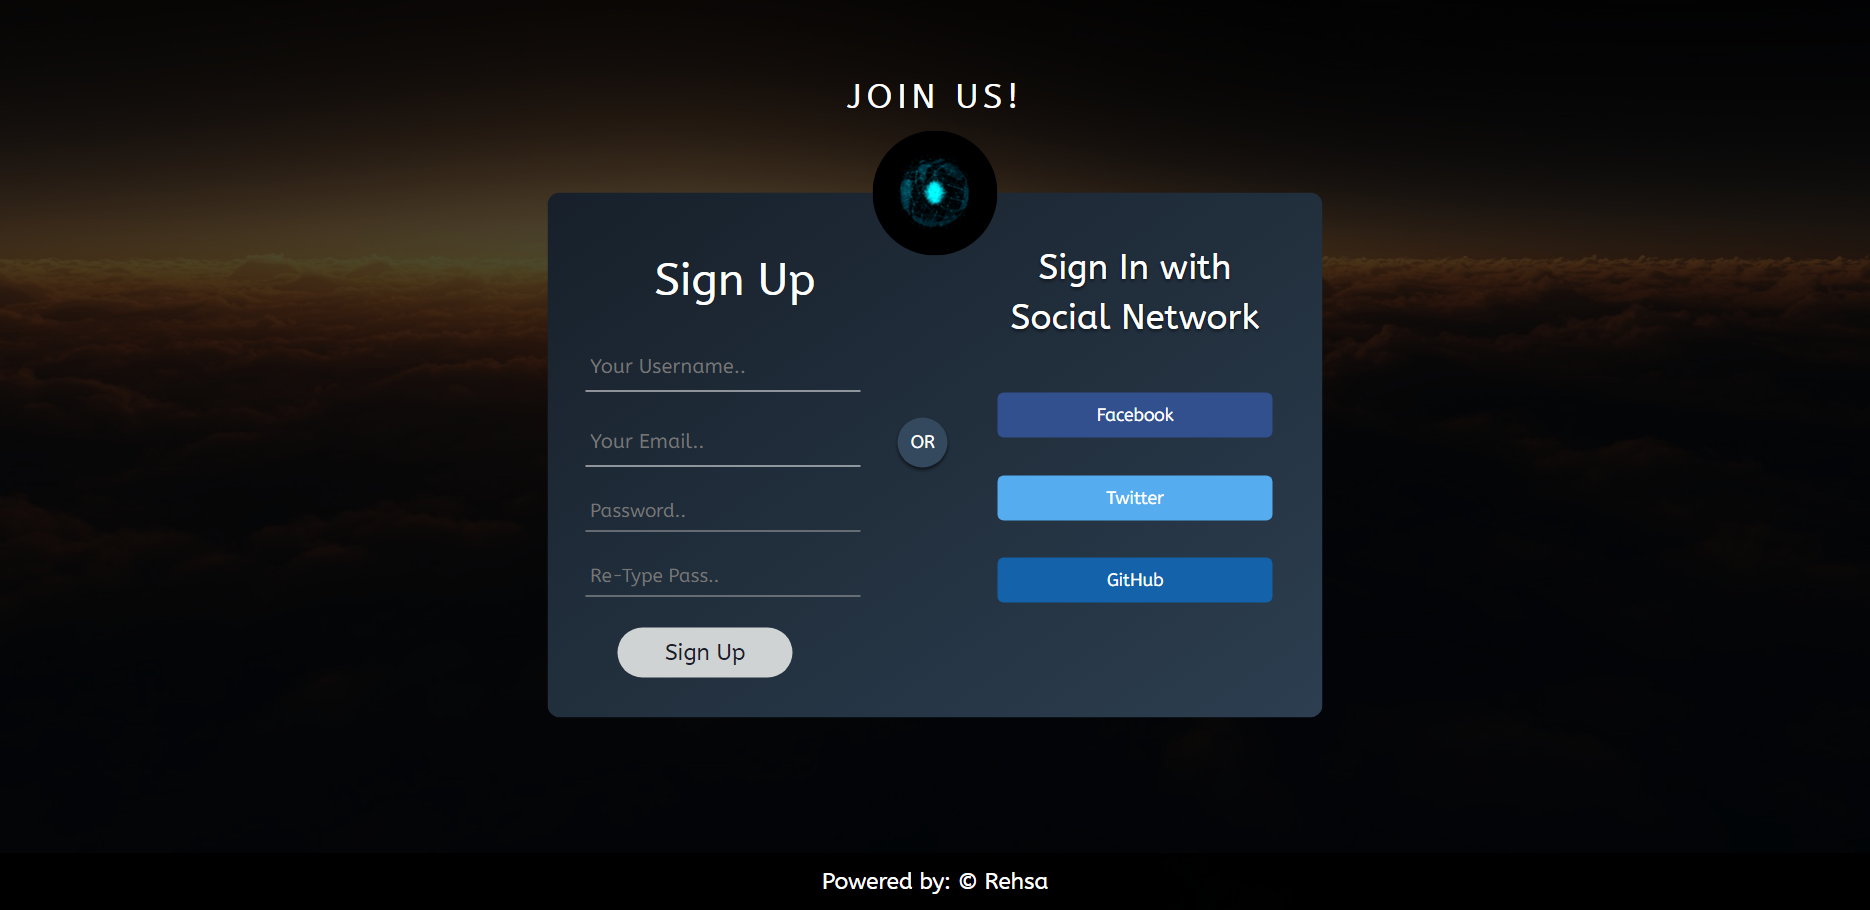 JOIN US!
Sign Up
Your Username..
Your Email..
Password..
Re-Type Pass..
Sign Up
OR
Sign In with
Social Network
Facebook
Twitter
GitHub
Powered by: © Rehsa